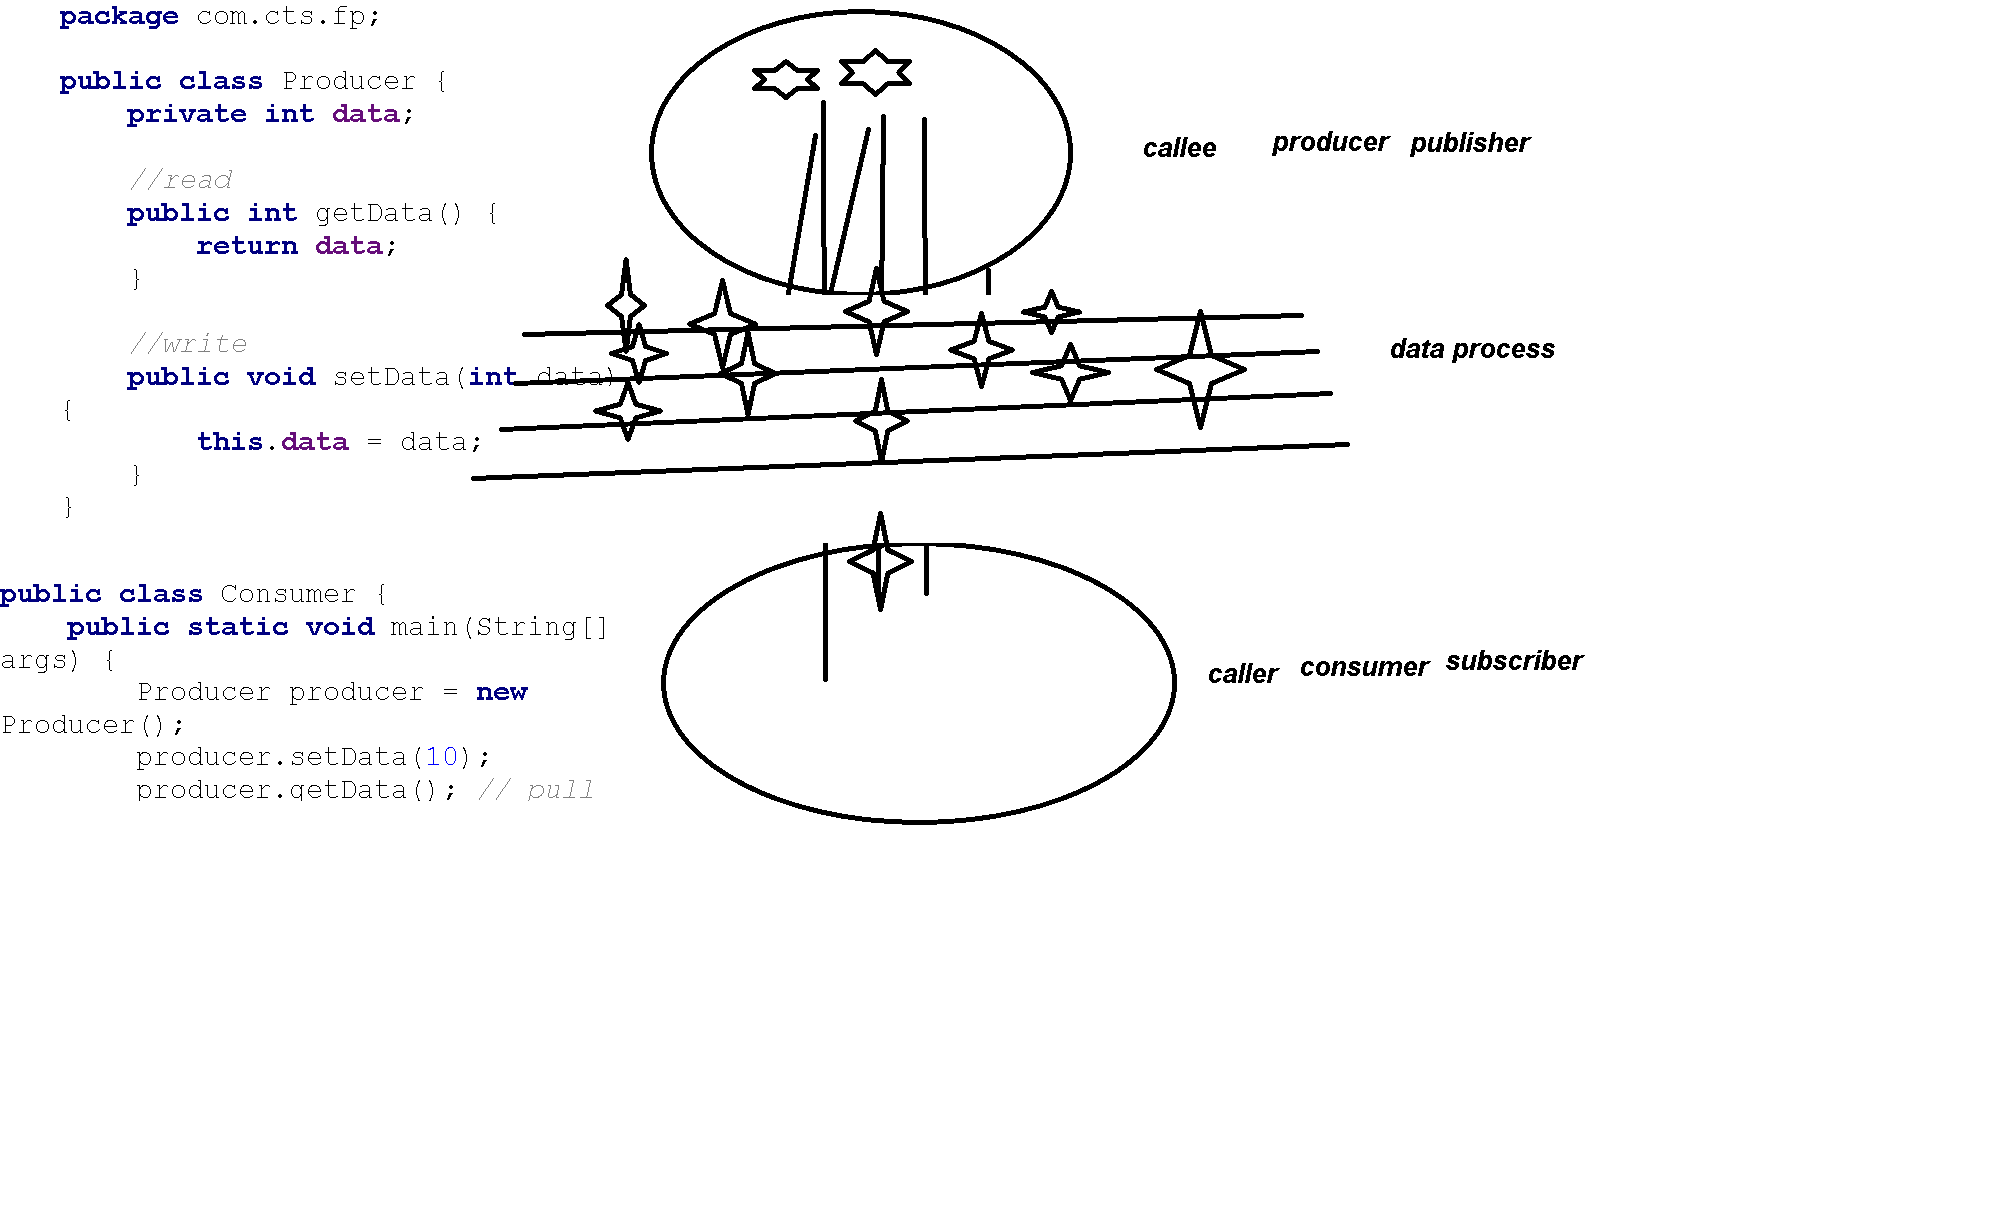 package com.cts.fp;
public class Producer {
private int data;
//read
public int getData() {
return data;
}
//write
public void setData(int data)
{
this.data = data;
}
}
public class Consumer {
public static void main(String[]
args) {
Producer producer = new
Producer();
producer.setData(10);
producer.getData(); // pull
callee producer publisher
data process
caller consumer subscriber